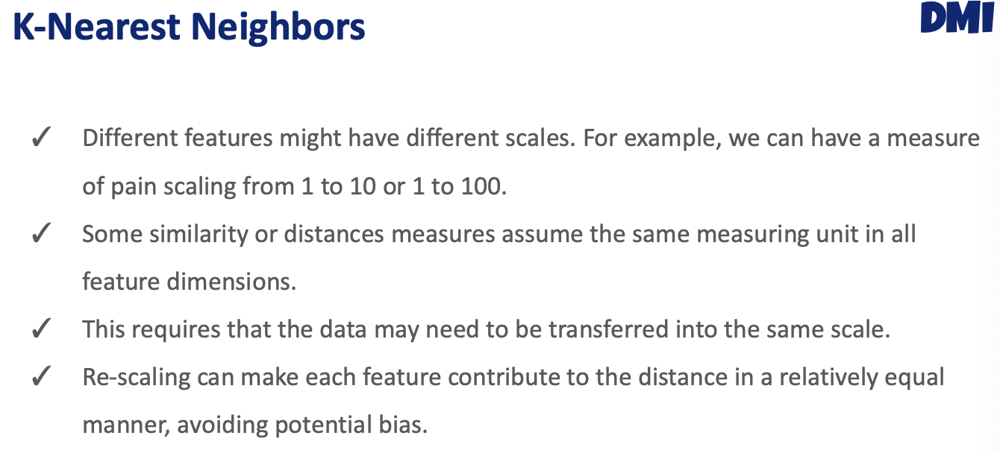 K-Nearest Neighbors
DMI
✓ Different features might have different scales. For example, we can have a measure
of pain scaling from 1 to 10 or 1 to 100.
✓ Some similarity or distances measures assume the same measuring unit in all
feature dimensions.
✓ This requires that the data may need to be transferred into the same scale.
✓ Re-scaling can make each feature contribute to the distance in a relatively equal
manner, avoiding potential bias.